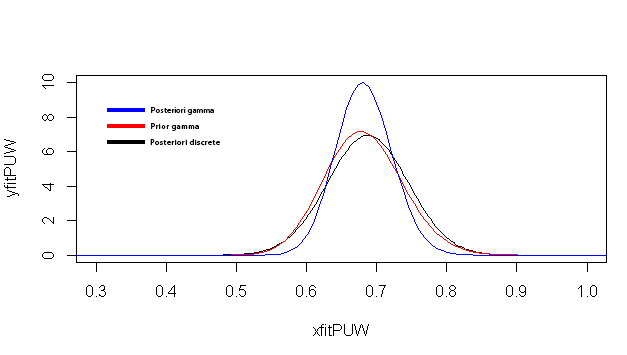 Posteriori gamma
Prior gamma
Posteriori discrete
yfitPUW
10
8
6
4
2
0
0.3 0.4 0.5 0.6 0.7 0.8 0.9 1.0
xfitPUW